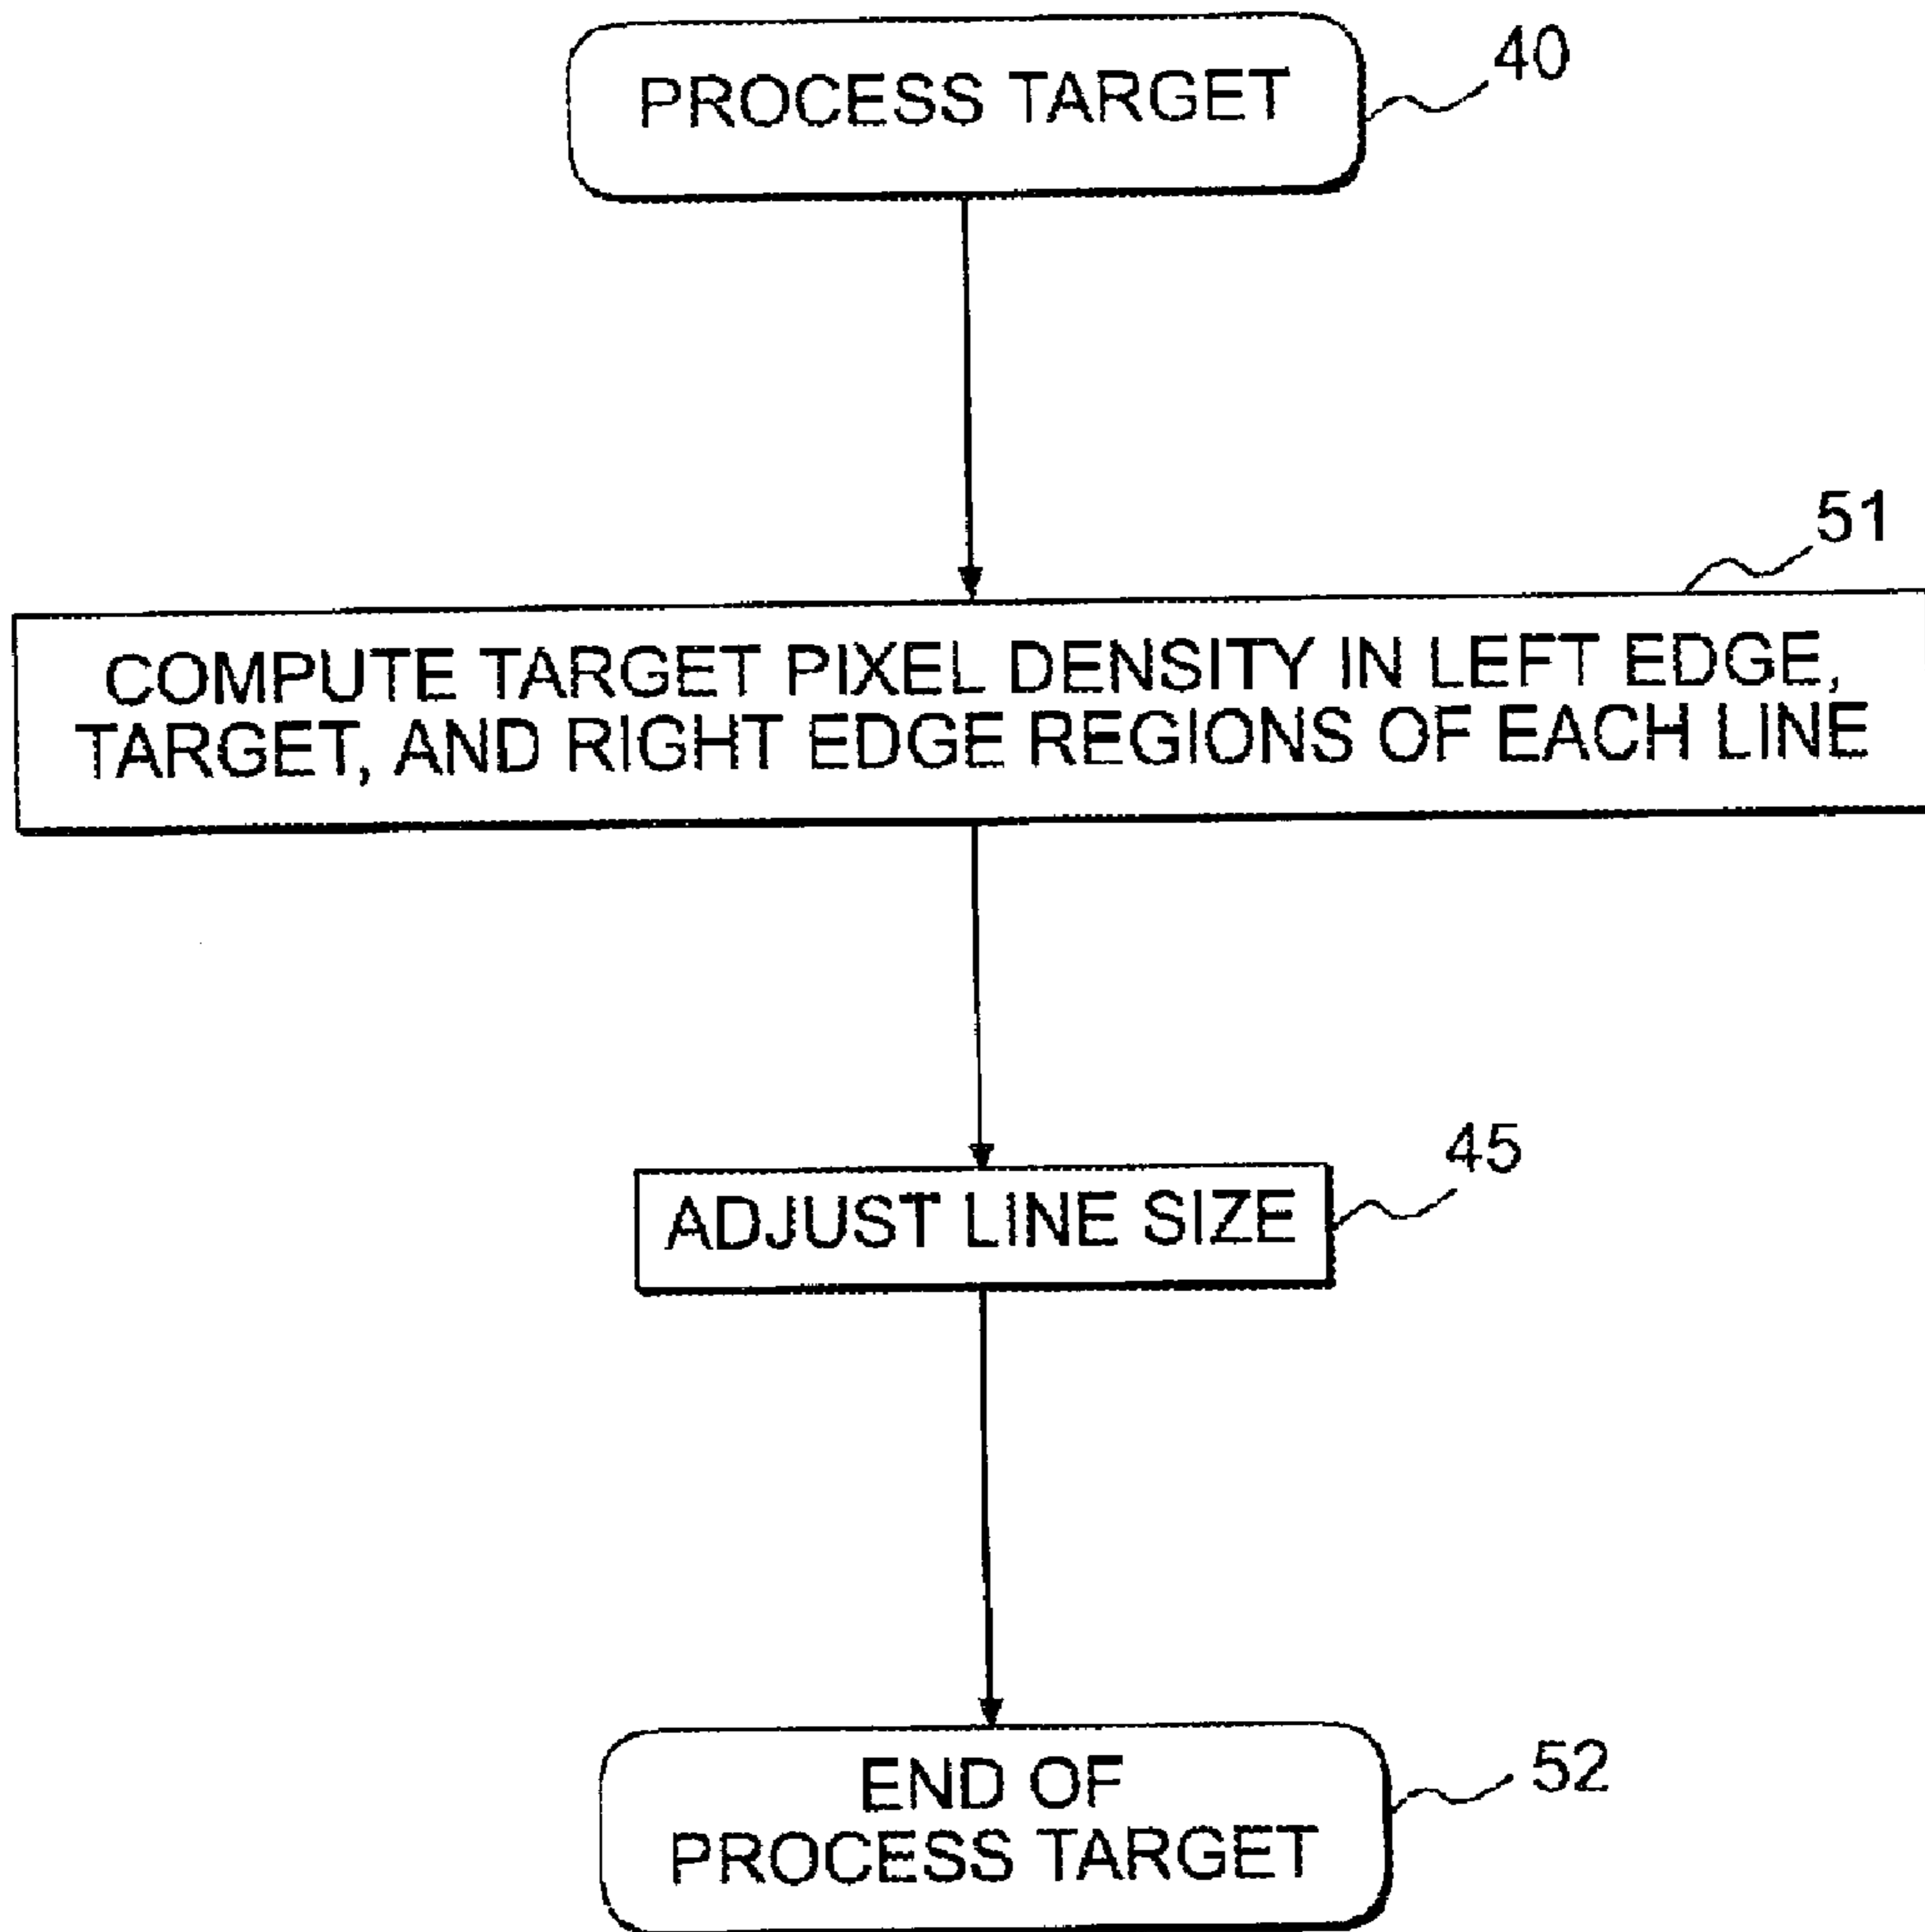 PROCESS TARGET
40
51
COMPUTE TARGET PIXEL DENSITY IN LEFT EDGE,
TARGET, AND RIGHT EDGE REGIONS OF EACH LINE
45
ADJUST LINE SIZE
END OF
PROCESS TARGET
52